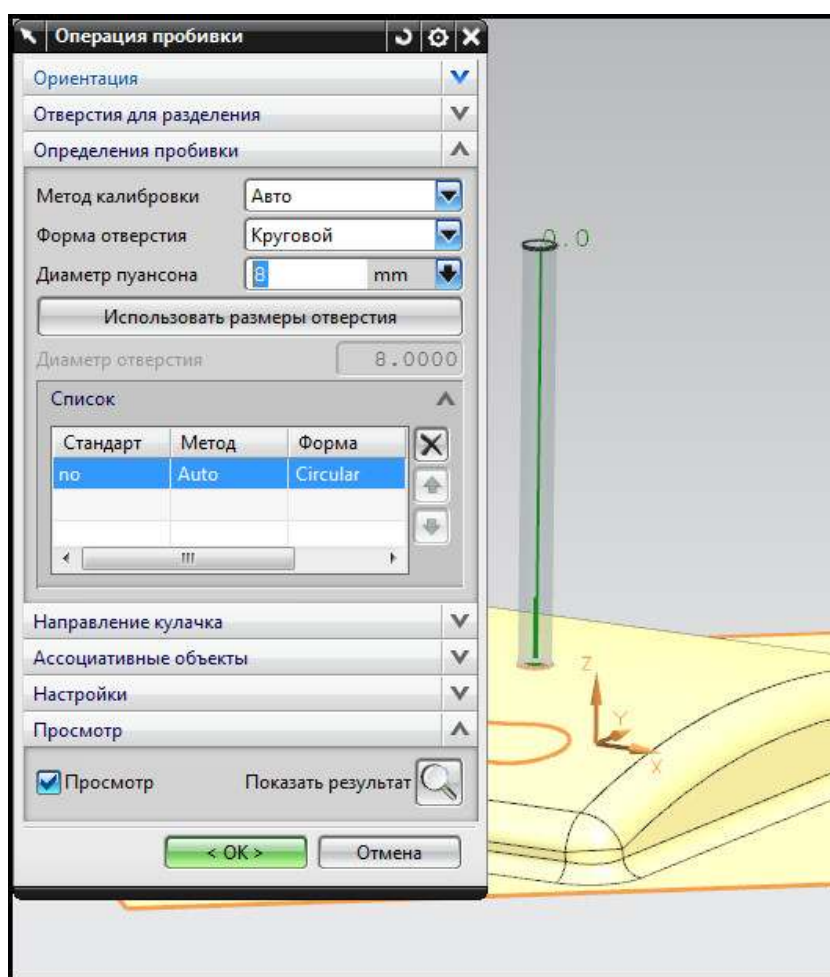 Операция пробивки
Ориентация
Отверстия для разделения
Определения пробивки
Метод калибровки Авто
Форма отверстия Круговой
Диаметр пуансона 8 mm
Использовать размеры отверстия
Диаметр отверстия 8.0000
Список
Стандарт Метод Форма
no Auto Circular
Направление кулачка
Ассоциативные объекты
Настройки
Просмотр
Просмотр Показать результат
< OK > Отмена
Z
Y
X